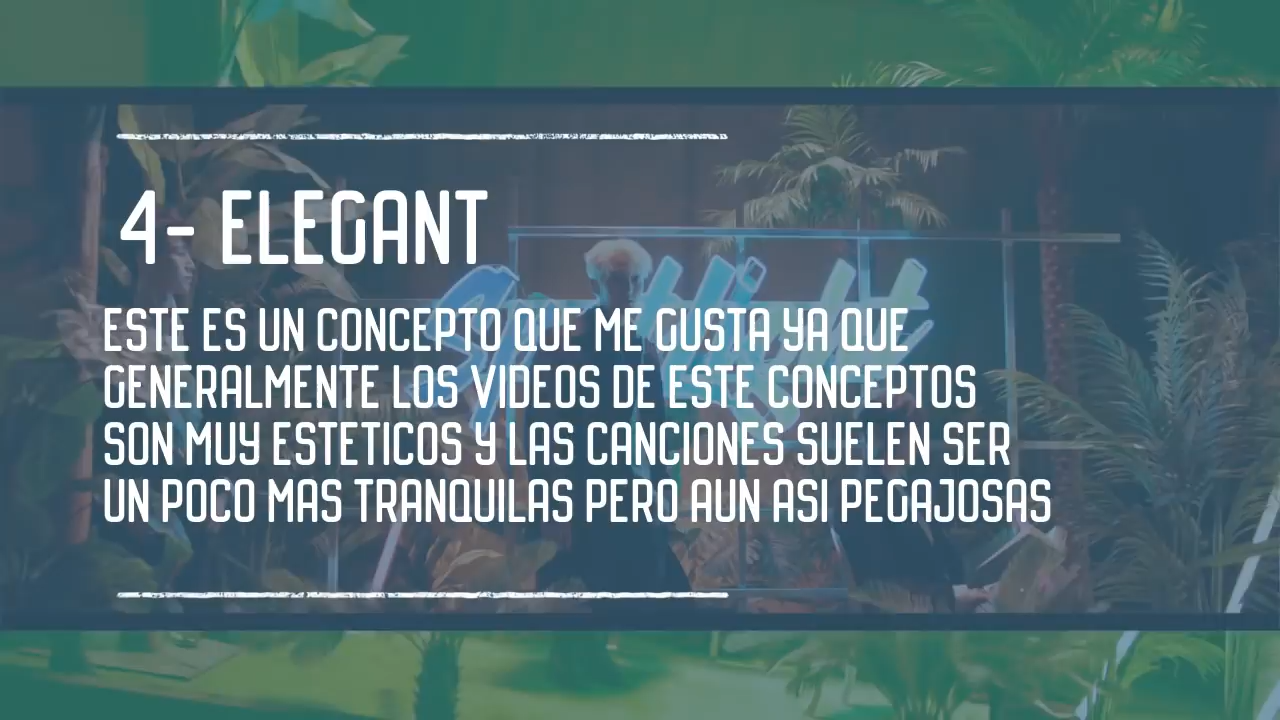 4- ELEGANT
ESTE ES UN CONCEPTO QUE ME GUSTA YA QUE
GENERALMENTE LOS VIDEOS DE ESTE CONCEPTOS
SON MUY ESTETICOS Y LAS CANCIONES SUELEN SER
UN POCO MAS TRANQUILAS PERO AUN ASI PEGAJOSAS